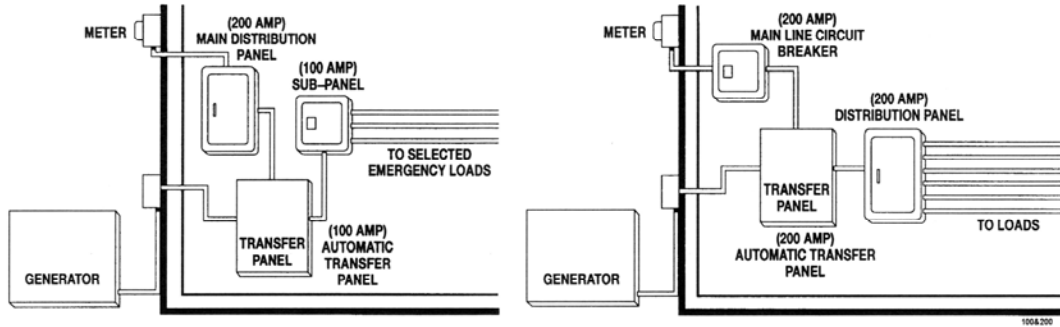 METER
(200 AMP)
MAIN DISTRIBUTION
PANEL
(100 AMP)
SUB-PANEL
TO SELECTED
EMERGENCY LOADS
TRANSFER
PANEL
(100 AMP)
AUTOMATIC
TRANSFER
PANEL
GENERATOR
METER
(200 AMP)
MAIN LINE CIRCUIT
BREAKER
(200 AMP)
DISTRIBUTION PANEL
TRANSFER
PANEL
TO LOADS
(200 AMP)
AUTOMATIC TRANSFER
PANEL
GENERATOR
100&200